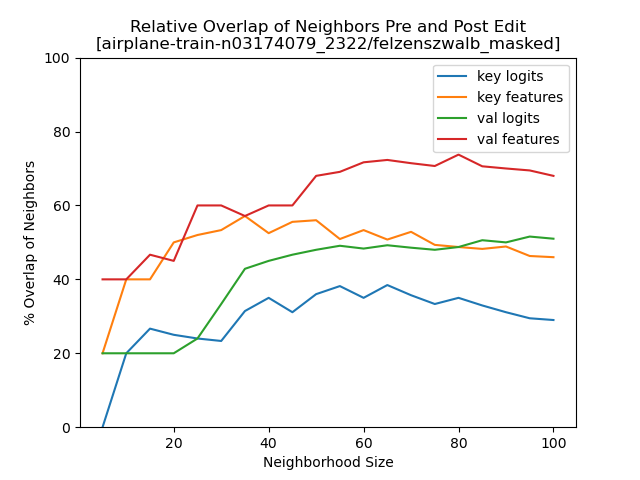 Relative Overlap of Neighbors Pre and Post Edit
[airplane-train-n03174079_2322/felzenszwalb_masked]
100
80
60
40
20
0
% Overlap of Neighbors
key logits
key features
val logits
val features
20
40
60
80
100
Neighborhood Size